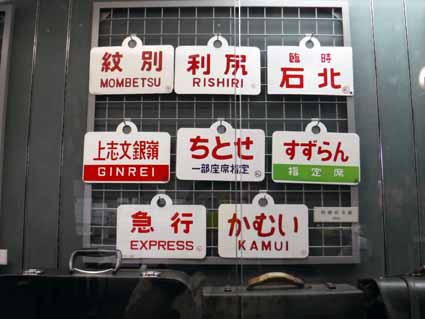 紋別
MOMBETSU
利尻
RISHIRI
臨時
石北
上志文銀嶺
GINREI
ちとせ
一部座席指定
すずらん
指定席
急行
EXPRESS
かむい
KAMUI